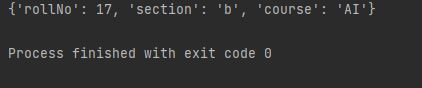 {'rollNo': 17, 'section': 'b', 'course': 'AI'}
Process finished with exit code 0